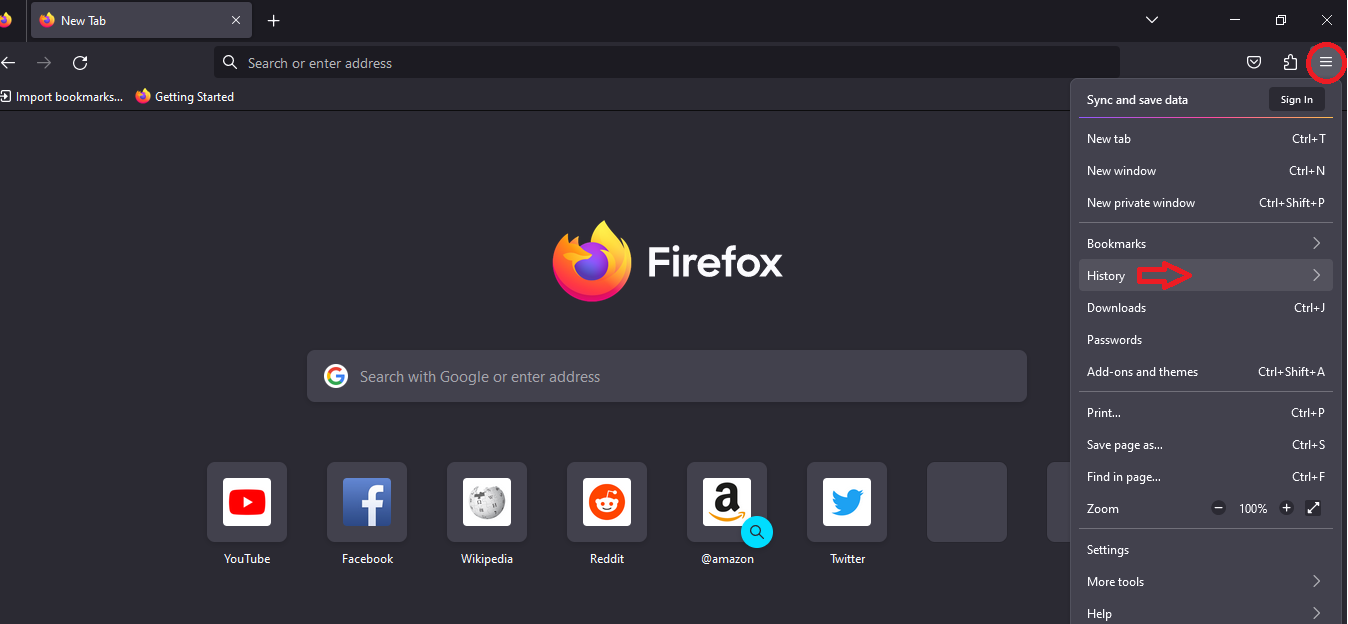 New Tab
Search or enter address
Import bookmarks...
Getting Started
Sync and save data
Sign In
New tab
Ctrl+T
New window
Ctrl+N
New private window
Ctrl+Shift+P
Bookmarks
History
Downloads
Ctrl+J
Passwords
Add-ons and themes
Ctrl+Shift+A
Print...
Ctrl+P
Save page as...
Ctrl+S
Find in page...
Ctrl+F
Zoom
100%
Settings
More tools
Help
Firefox
Search with Google or enter address
YouTube
Facebook
Wikipedia
Reddit
@amazon
Twitter